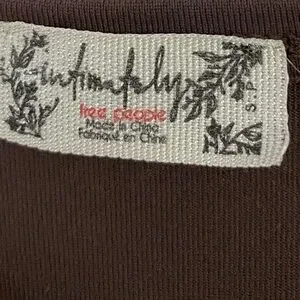 intimately
free people
Made in China
Fabriqué en Chine
S.P